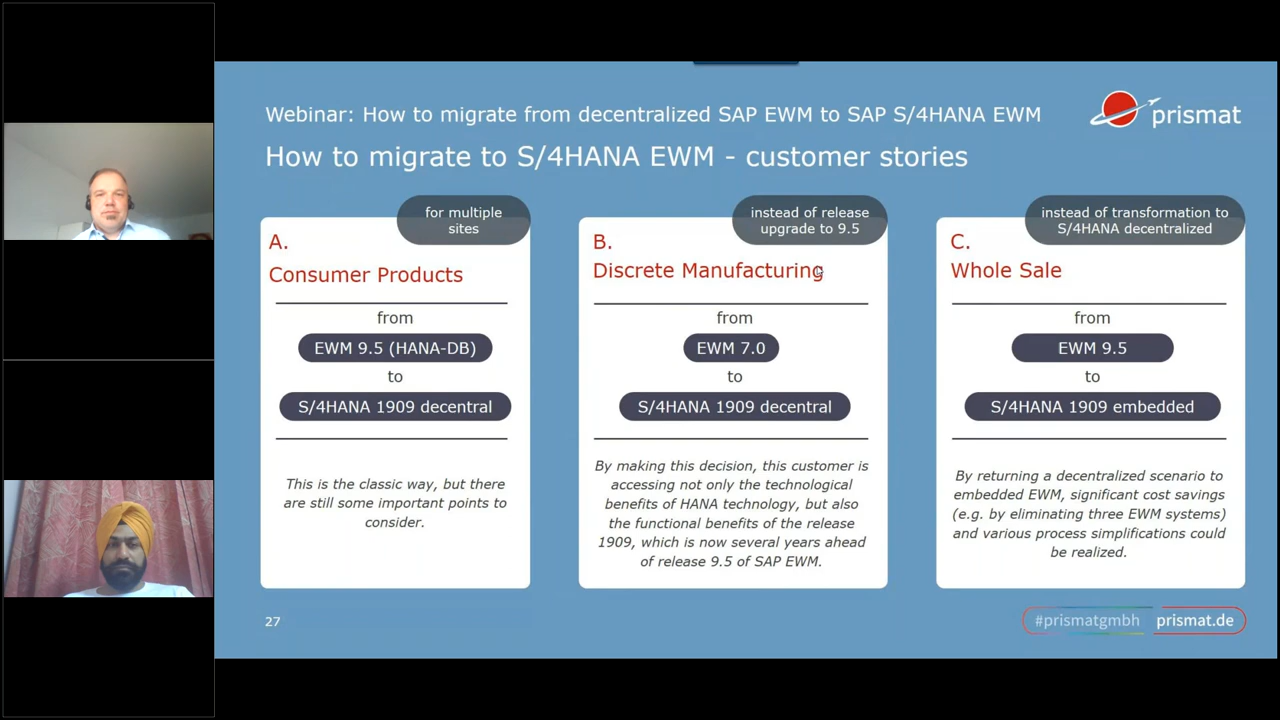 Webinar: How to migrate from decentralized SAP EWM to SAP S/4HANA EWM
prismat
How to migrate to S/4HANA EWM - customer stories
for multiple
sites
A.
Consumer Products
from
EWM 9.5 (HANA-DB)
to
S/4HANA 1909 decentral
This is the classic way, but there
are still some important points to
consider.
instead of release
upgrade to 9.5
B.
Discrete Manufacturing
from
EWM 7.0
to
S/4HANA 1909 decentral
By making this decision, this customer is
accessing not only the technological
benefits of HANA technology, but also
the functional benefits of the release
1909, which is now several years ahead
of release 9.5 of SAP EWM.
instead of transformation to
S/4HANA decentralized
C.
Whole Sale
from
EWM 9.5
to
S/4HANA 1909 embedded
By returning a decentralized scenario to
embedded EWM, significant cost savings
(e.g. by eliminating three EWM systems)
and various process simplifications could
be realized.
27
#prismatgmbh prismat.de